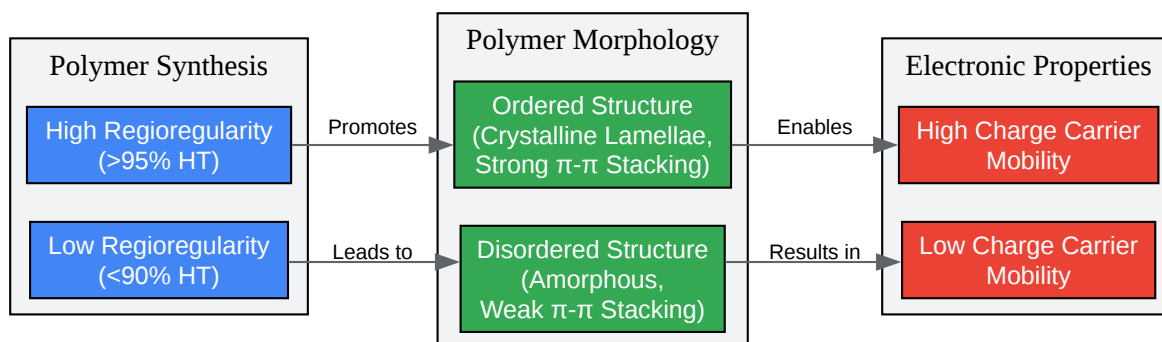 Polymer Synthesis
High Regioregularity
(>95% HT)
Low Regioregularity
(<90% HT)
Promotes
Leads to
Polymer Morphology
Ordered Structure
(Crystalline Lamellae,
Strong π-π Stacking)
Disordered Structure
(Amorphous,
Weak π-π Stacking)
Enables
Results in
Electronic Properties
High Charge Carrier
Mobility
Low Charge Carrier
Mobility